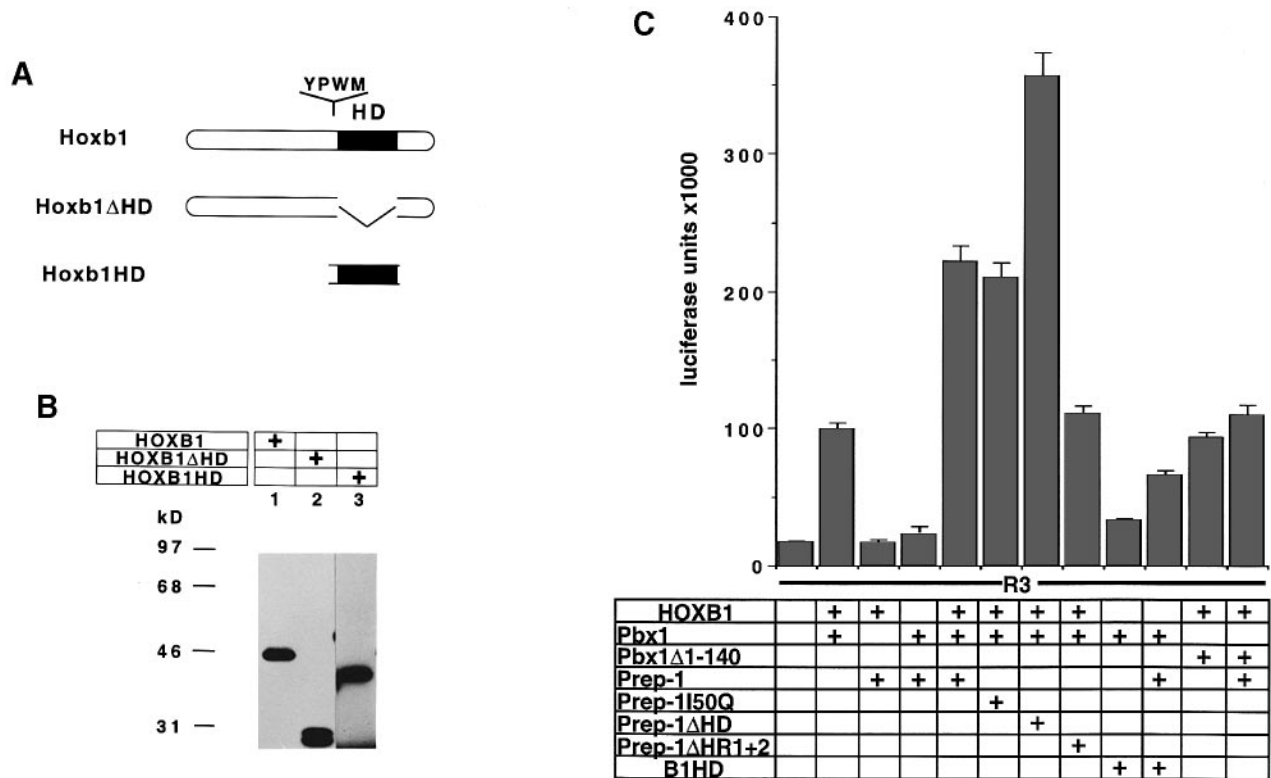 A
YPWM
HD
Hoxb1
Hoxb1ΔHD
Hoxb1HD
B
HOXB1 +
HOXB1ΔHD +
HOXB1HD +
1 2 3
kD
97
68
46
31
C
luciferase units x1000
400
300
200
100
0
R3
HOXB1 + + + + + + + +
Pbx1 + + + + + + + +
Pbx1Δ1-140 + +
Prep-1 + + + + +
Prep-1I50Q +
Prep-1ΔHD +
Prep-1ΔHR1+2 +
B1HD + +